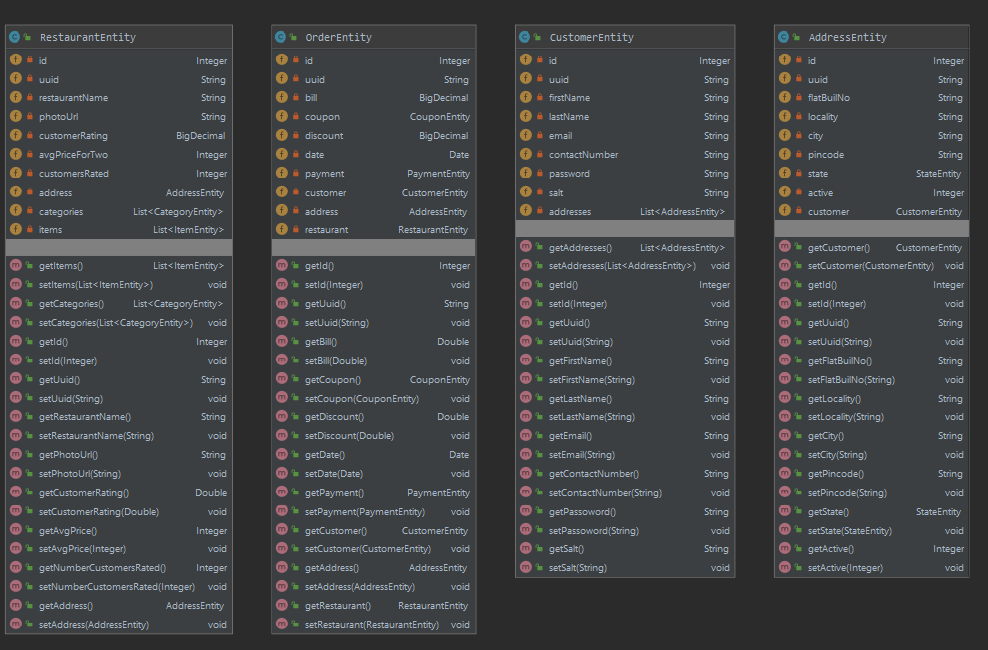 RestaurantEntity
id Integer
uuid String
restaurantName String
photoUrl String
customerRating BigDecimal
avgPriceForTwo Integer
customersRated Integer
address AddressEntity
categories List<CategoryEntity>
items List<ItemEntity>
getItems() List<ItemEntity>
setItems(List<ItemEntity>) void
getCategories() List<CategoryEntity>
setCategories(List<CategoryEntity>) void
getId() Integer
setId(Integer) void
getUuid() String
setUuid(String) void
getRestaurantName() String
setRestaurantName(String) void
getPhotoUrl() String
setPhotoUrl(String) void
getCustomerRating() Double
setCustomerRating(Double) void
getAvgPrice() Integer
setAvgPrice(Integer) void
getNumberCustomersRated() Integer
setNumberCustomersRated(Integer) void
getAddress() AddressEntity
setAddress(AddressEntity) void
OrderEntity
id Integer
uuid String
bill BigDecimal
coupon CouponEntity
discount BigDecimal
date Date
payment PaymentEntity
customer CustomerEntity
address AddressEntity
restaurant RestaurantEntity
getId() Integer
setId(Integer) void
getUuid() String
setUuid(String) void
getBill() Double
setBill(Double) void
getCoupon() CouponEntity
setCoupon(CouponEntity) void
getDiscount() Double
setDiscount(Double) void
getDate() Date
setDate(Date) void
getPayment() PaymentEntity
setPayment(PaymentEntity) void
getCustomer() CustomerEntity
setCustomer(CustomerEntity) void
getAddress() AddressEntity
setAddress(AddressEntity) void
getRestaurant() RestaurantEntity
setRestaurant(RestaurantEntity) void
CustomerEntity
id Integer
uuid String
firstName String
lastName String
email String
contactNumber String
password String
salt String
addresses List<AddressEntity>
getAddresses() List<AddressEntity>
setAddresses(List<AddressEntity>) void
getId() Integer
setId(Integer) void
getUuid() String
setUuid(String) void
getFirstName() String
setFirstName(String) void
getLastName() String
setLastName(String) void
getEmail() String
setEmail(String) void
getContactNumber() String
setContactNumber(String) void
getPassoword() String
setPassoword(String) void
getSalt() String
setSalt(String) void
AddressEntity
id Integer
uuid String
flatBuilNo String
locality String
city String
pincode String
state StateEntity
active Integer
customer CustomerEntity
getCustomer() CustomerEntity
setCustomer(CustomerEntity) void
getId() Integer
setId(Integer) void
getUuid() String
setUuid(String) void
getFlatBuilNo() String
setFlatBuilNo(String) void
getLocality() String
setLocality(String) void
getCity() String
setCity(String) void
getPincode() String
setPincode(String) void
getState() StateEntity
setState(StateEntity) void
getActive() Integer
setActive(Integer) void